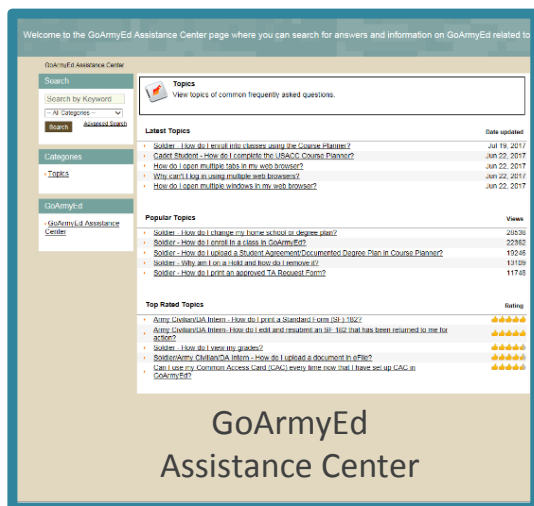 Welcome to the GoArmyEd Assistance Center page where you can search for answers and information on GoArmyEd related to
GoArmyEd Assistance Center
Search
Search by Keyword
-- All Categories --
Search Advanced Search
Categories
Topics
GoArmyEd
GoArmyEd Assistance
Center
Topics
View topics of common frequently asked questions.
Latest Topics Date updated
Soldier - How do I enroll into classes using the Course Planner? Jul 19, 2017
Cadet Student - How do I complete the USACC Course Planner? Jun 22, 2017
How do I open multiple tabs in my web browser? Jun 22, 2017
Why can't I log in using multiple web browsers? Jun 22, 2017
How do I open multiple windows in my web browser? Jun 22, 2017
Popular Topics Views
Soldier - How do I change my home school or degree plan? 28538
Soldier - How do I enroll in a class in GoArmyEd? 22362
Soldier - How do I upload a Student Agreement/Documented Degree Plan in Course Planner? 19246
Soldier - Why am I on a Hold and how do I remove it? 13189
Soldier - How do I print an approved TA Request Form? 11748
Top Rated Topics Rating
Army Civilian/DA Intern - How do I print a Standard Form (SF) 182?
Army Civilian/DA Intern - How do I edit and resubmit an SF 182 that has been returned to me for
action?
Soldier - How do I view my grades?
Soldier/Army Civilian/DA Intern - How do I upload a document in eFile?
Can I use my Common Access Card (CAC) every time now that I have set up CAC in
GoArmyEd?
GoArmyEd
Assistance Center